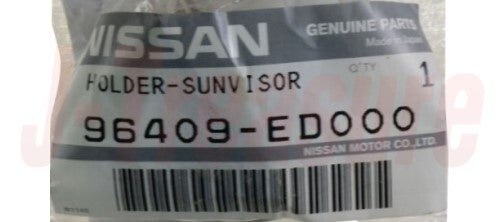 NISSAN
GENUINE PARTS
Made in Japan
HOLDER-SUNVISOR
Q'TY 1
96409-ED000
NISSAN MOTOR CO.,LTD.